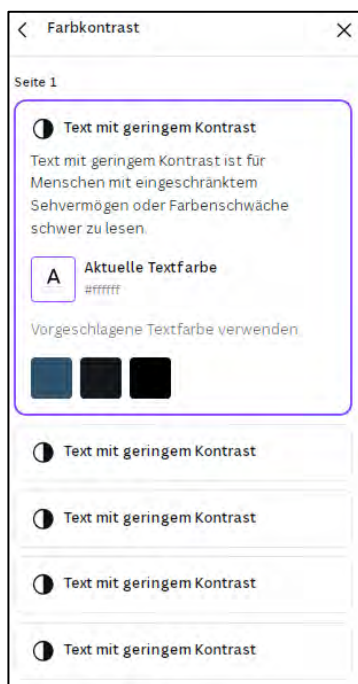 Farbkontrast
Seite 1
Text mit geringem Kontrast
Text mit geringem Kontrast ist für
Menschen mit eingeschränktem
Sehvermögen oder Farbenschwäche
schwer zu lesen.
A
Aktuelle Textfarbe
#ffffff
Vorgeschlagene Textfarbe verwenden
Text mit geringem Kontrast
Text mit geringem Kontrast
Text mit geringem Kontrast
Text mit geringem Kontrast